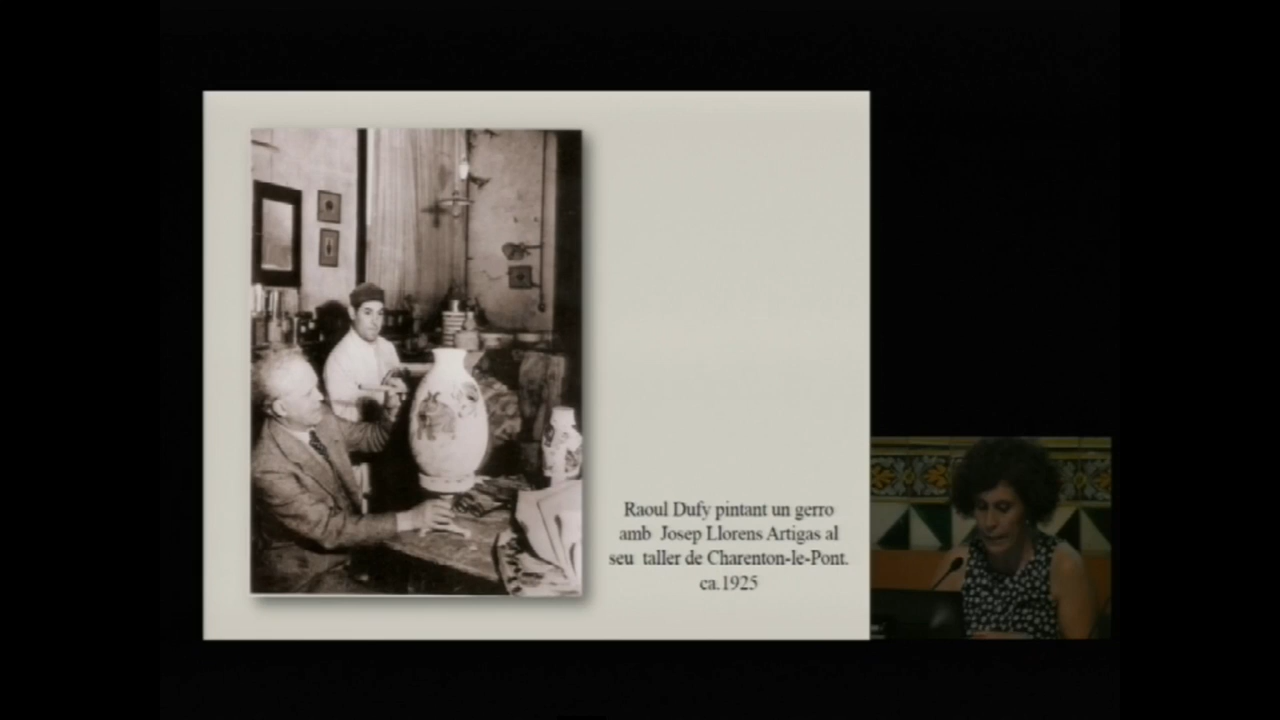 Raoul Dufy pintant un gerro
amb Josep Llorens Artigas al
seu taller de Charenton-le-Pont.
ca.1925